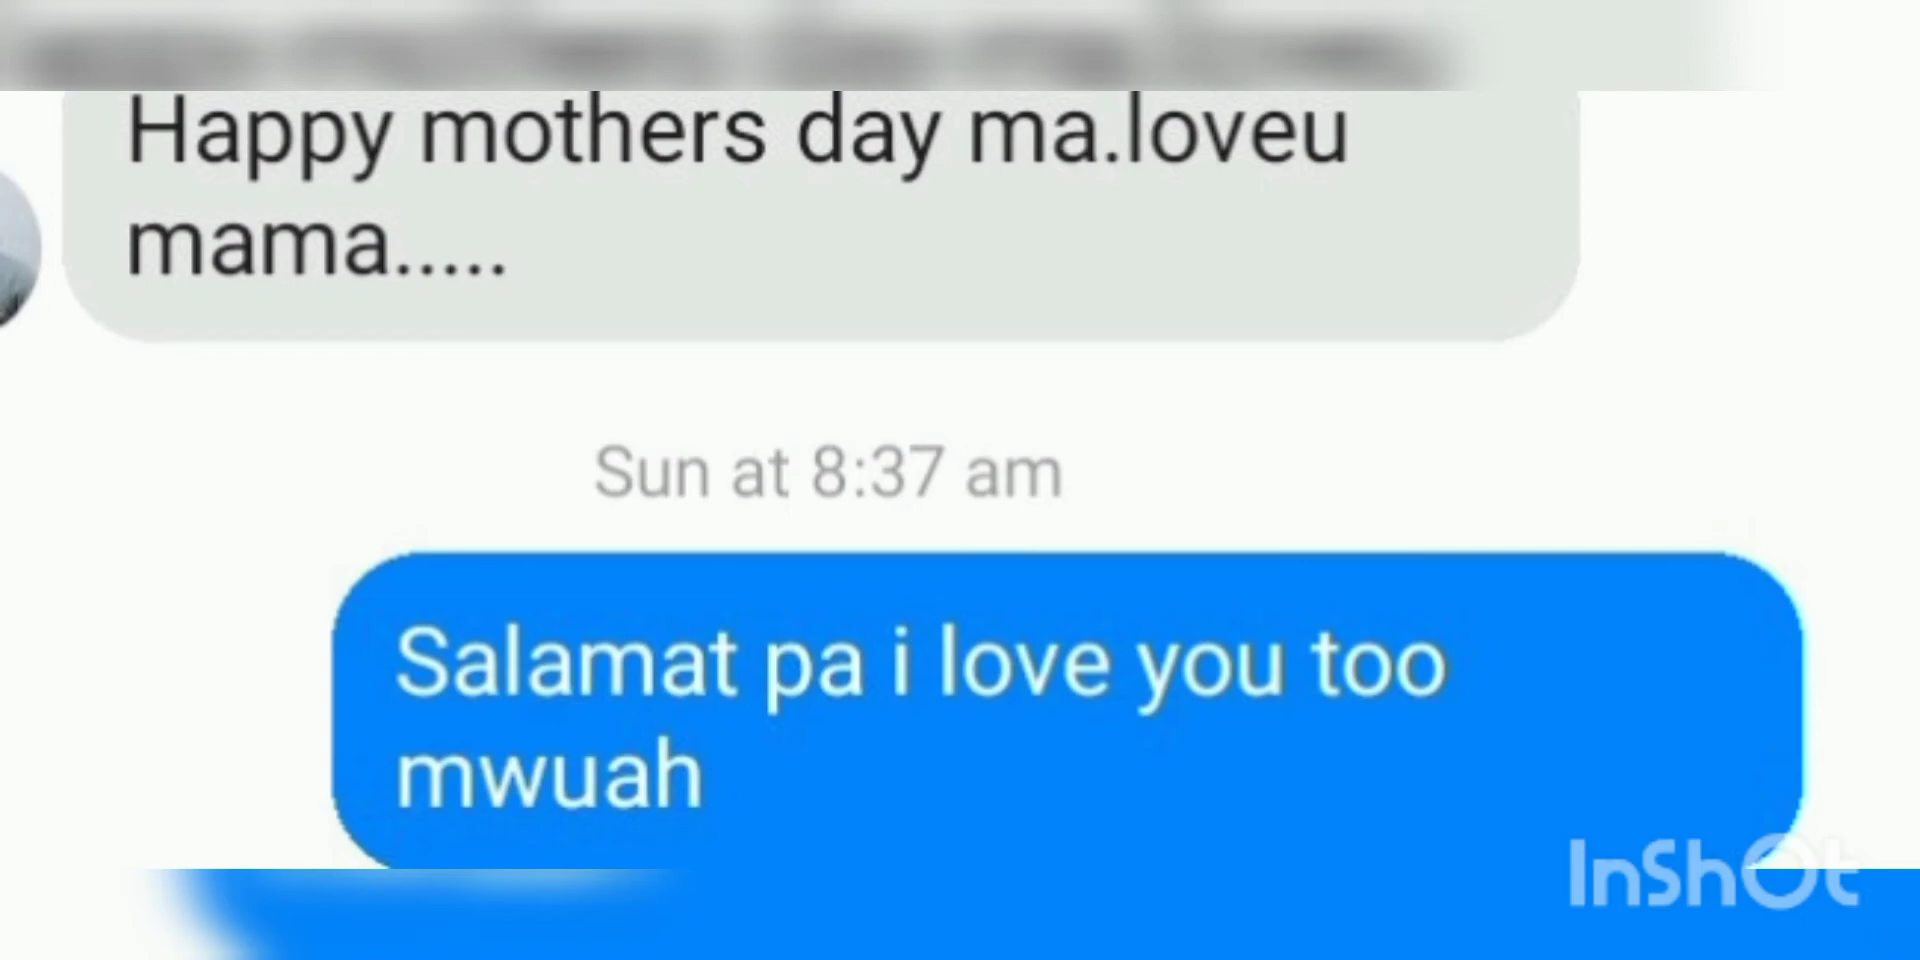 Happy mothers day ma.loveu
mama.....
Sun at 8:37 am
Salamat pa i love you too
mwuah
InShOt